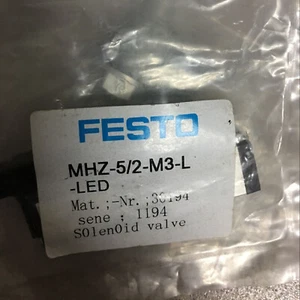 FESTO
MHZ-5/2-M3-L
-LED
Mat.:-Nr.;30194
sene : 1194
SOlenOid valve